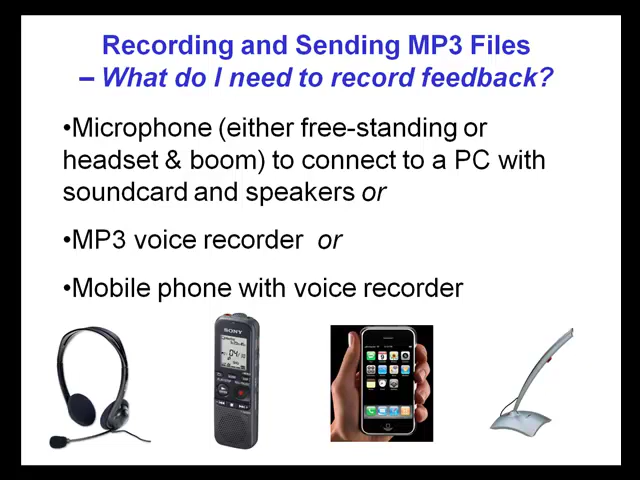 Recording and Sending MP3 Files
– What do I need to record feedback?
•Microphone (either free-standing or
headset & boom) to connect to a PC with
soundcard and speakers or
•MP3 voice recorder or
•Mobile phone with voice recorder
SONY